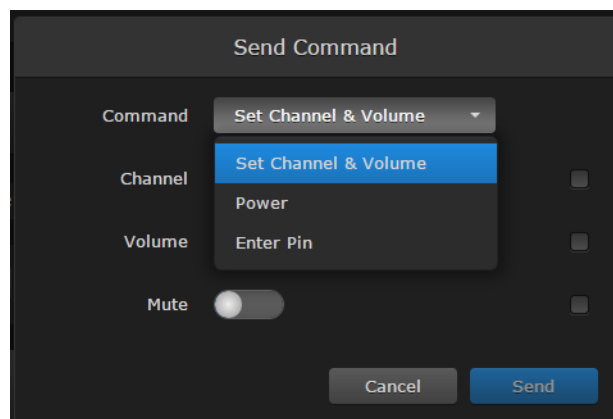 Send Command
Command Set Channel & Volume
Set Channel & Volume
Channel
Power
Volume Enter Pin
Mute
Cancel Send